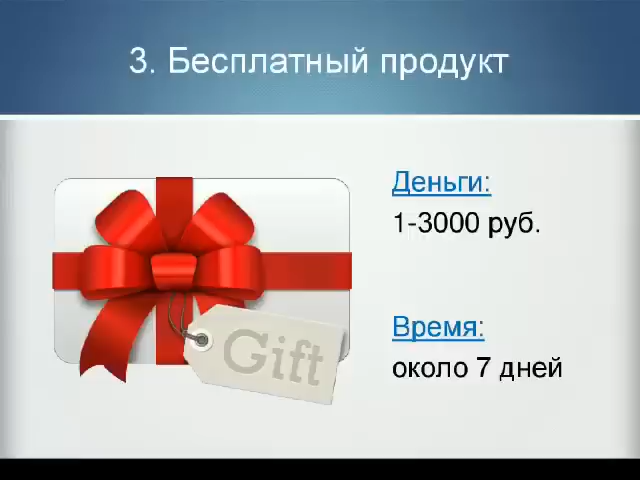 3. Бесплатный продукт
Деньги:
1-3000 руб.
Gift
Время:
около 7 дней